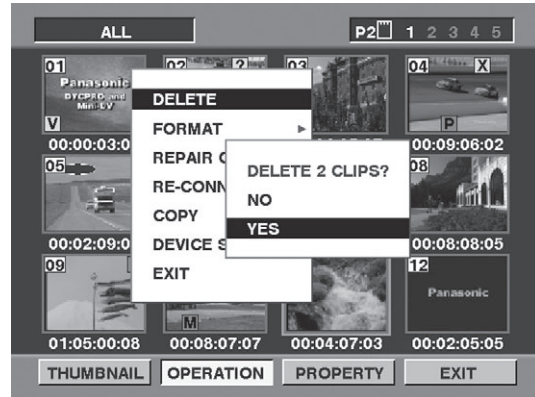 ALL
P2 1 2 3 4 5
01
02
?
03
04
X
Panasonic
DVCPRO and
Mini-DV
DELETE
V
P
FORMAT
00:00:03:0
00:09:06:02
05
REPAIR
DELETE 2 CLIPS?
08
RE-CONN
NO
COPY
YES
00:02:09:0
DEVICE S
00:08:08:05
09
EXIT
12
Panasonic
M
01:05:00:08
00:08:07:07
00:04:07:03
00:02:05:05
THUMBNAIL
OPERATION
PROPERTY
EXIT